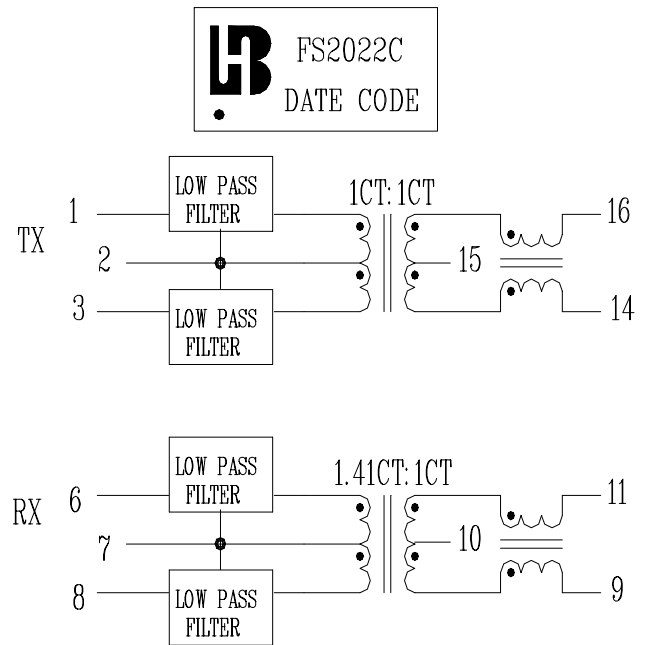 LHB
FS2022C
DATE CODE
LOW PASS
FILTER
1CT:1CT
1
16
TX
2
15
3
14
LOW PASS
FILTER
LOW PASS
FILTER
1.41CT:1CT
6
11
RX
7
10
8
9
LOW PASS
FILTER